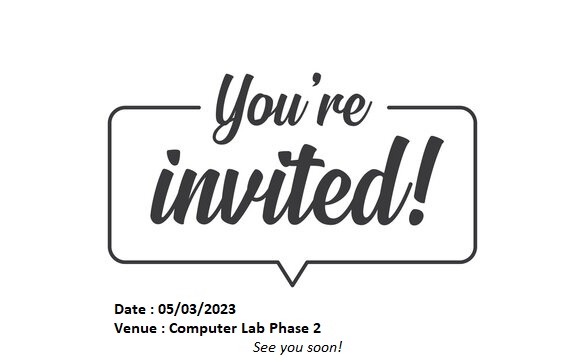 You're
invited!
Date : 05/03/2023
Venue : Computer Lab Phase 2
See you soon!